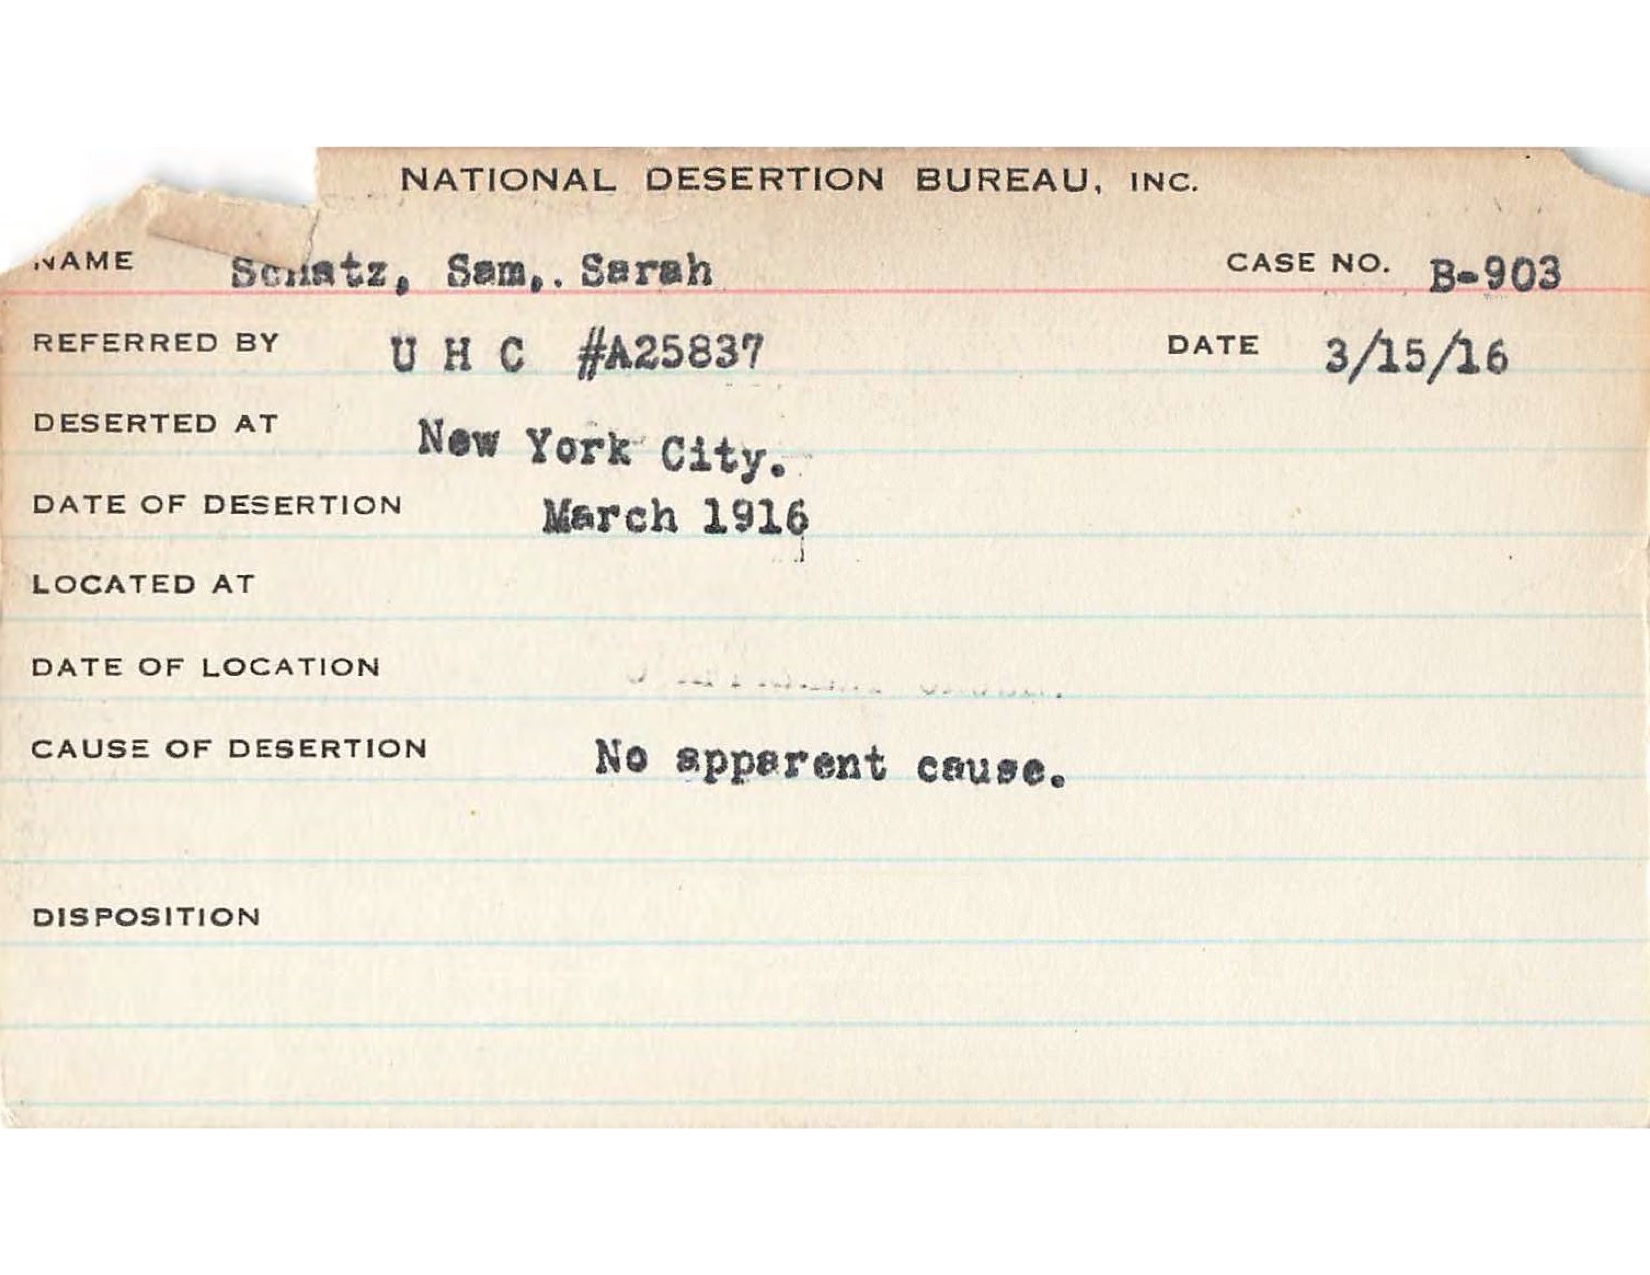 NATIONAL DESERTION BUREAU, INC.
NAME Schatz, Sam,. Sarah CASE NO. B-903
REFERRED BY U H C #A25837 DATE 3/15/16
DESERTED AT New York City.
DATE OF DESERTION March 1916
LOCATED AT
DATE OF LOCATION
CAUSE OF DESERTION No apparent cause.
DISPOSITION